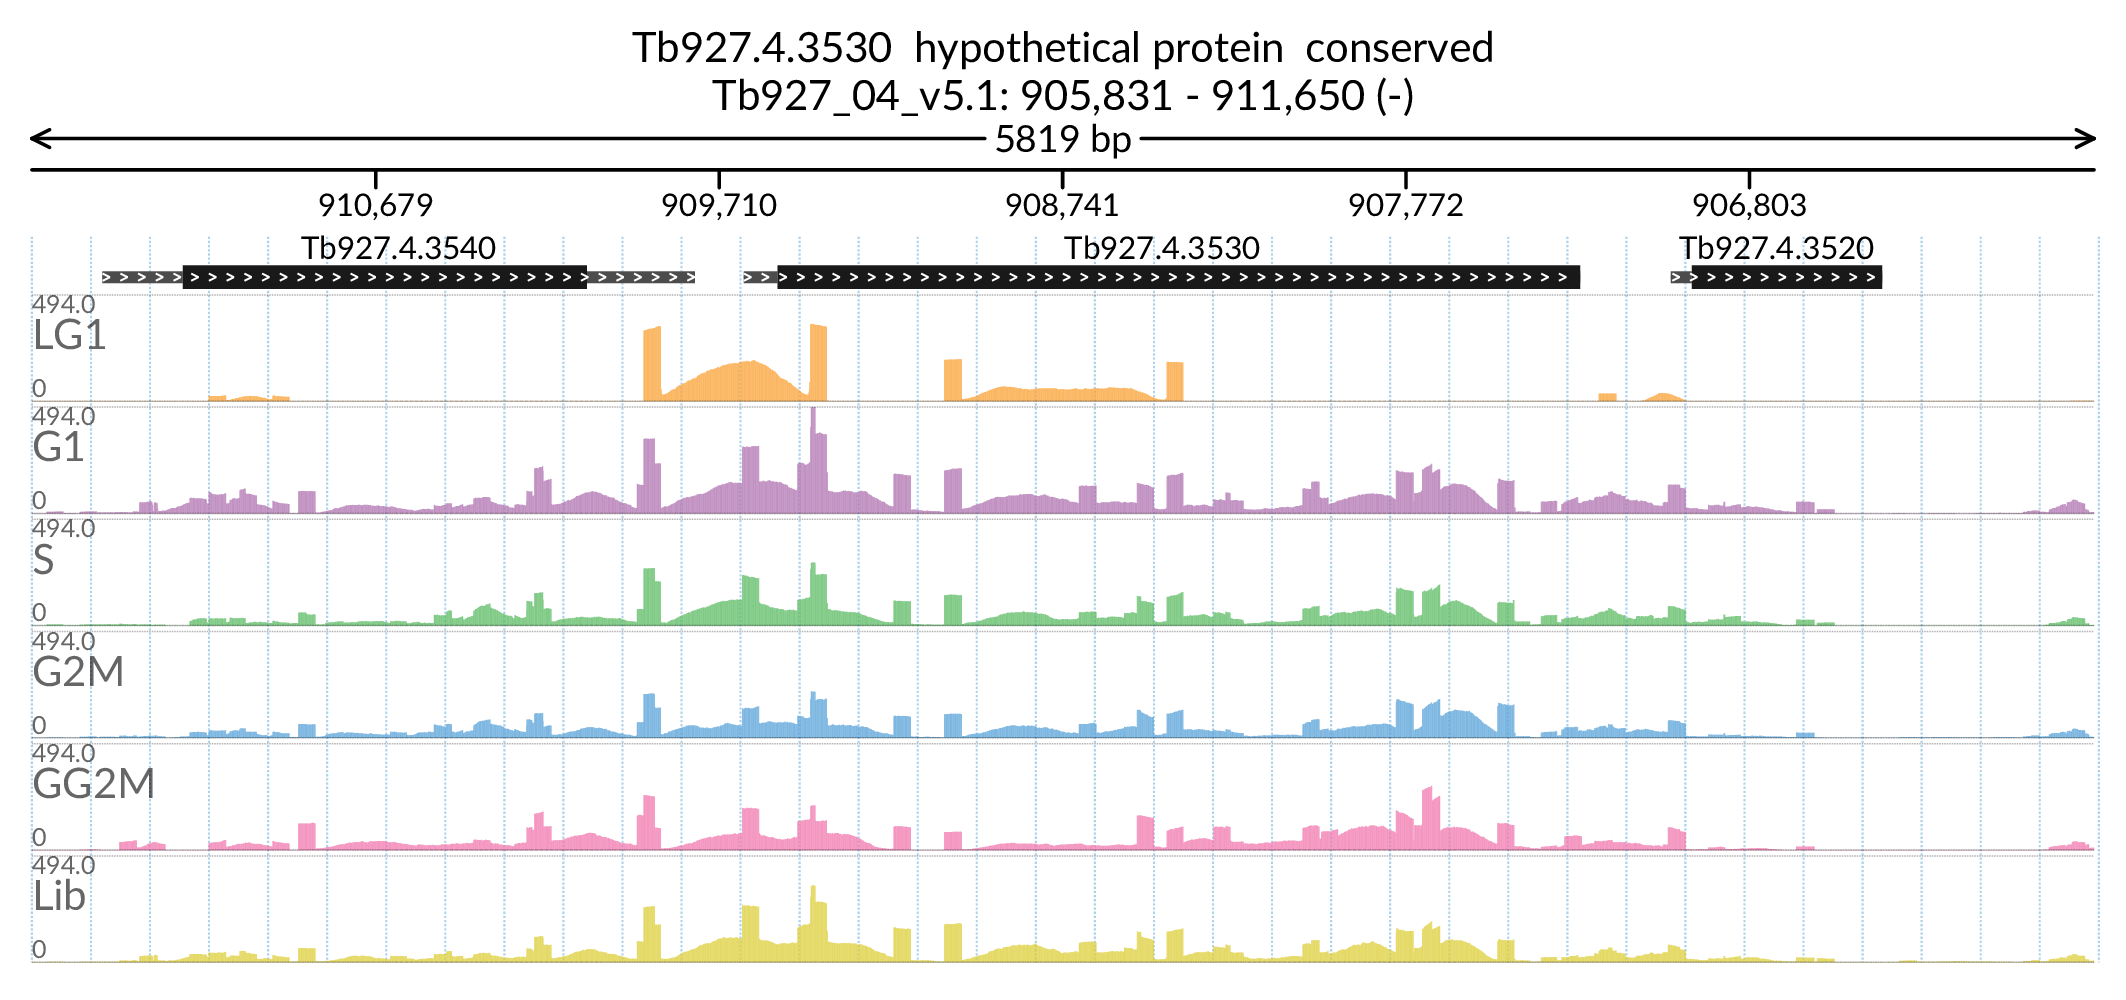 Tb927.4.3530 hypothetical protein conserved
Tb927_04_v5.1: 905,831 - 911,650 (-)
5819 bp
910,679 909,710 908,741 907,772 906,803
Tb927.4.3540 Tb927.4.3530 Tb927.4.3520
494.0
LG1
0
494.0
G1
0
494.0
S
0
494.0
G2M
0
494.0
GG2M
0
494.0
Lib
0